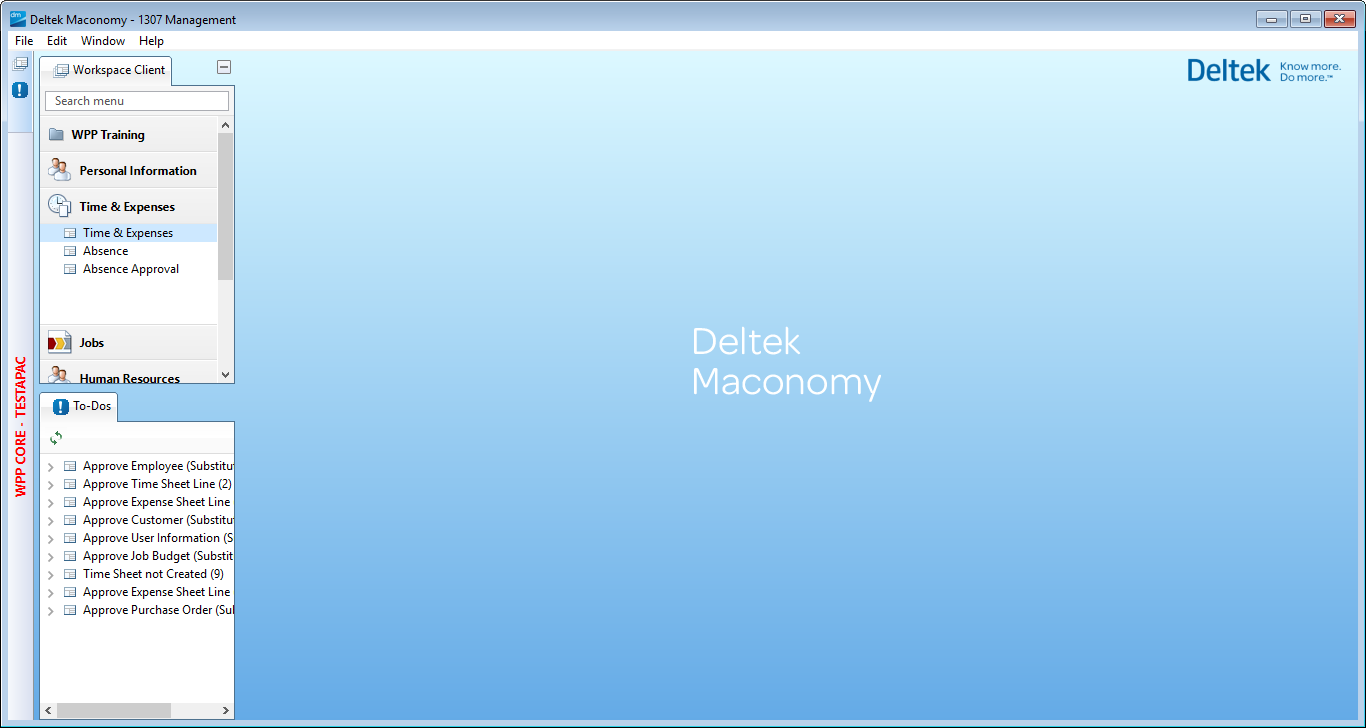 Deltek Maconomy - 1307 Management
File Edit Window Help
Workspace Client
Deltek Know more. Do more.™
Search menu
WPP Training
Personal Information
Time & Expenses
Time & Expenses
Absence
Absence Approval
Jobs
Human Resources
Deltek
Maconomy
WPP CORE - TESTAPAC
To-Dos
Approve Employee (Substitu
Approve Time Sheet Line (2)
Approve Expense Sheet Line
Approve Customer (Substitu
Approve User Information (S
Approve Job Budget (Substit
Time Sheet not Created (9)
Approve Expense Sheet Line
Approve Purchase Order (Sul